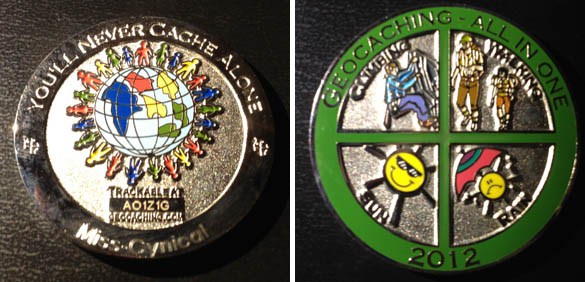 YOU'LL NEVER CACHE ALONE
TRACKABLE AT
AO1Z1G
GEOCACHING.COM
Miss-Cynical
GEOCACHING - ALL IN ONE
CLIMBING
WALKING
SUN
RAIN
2012